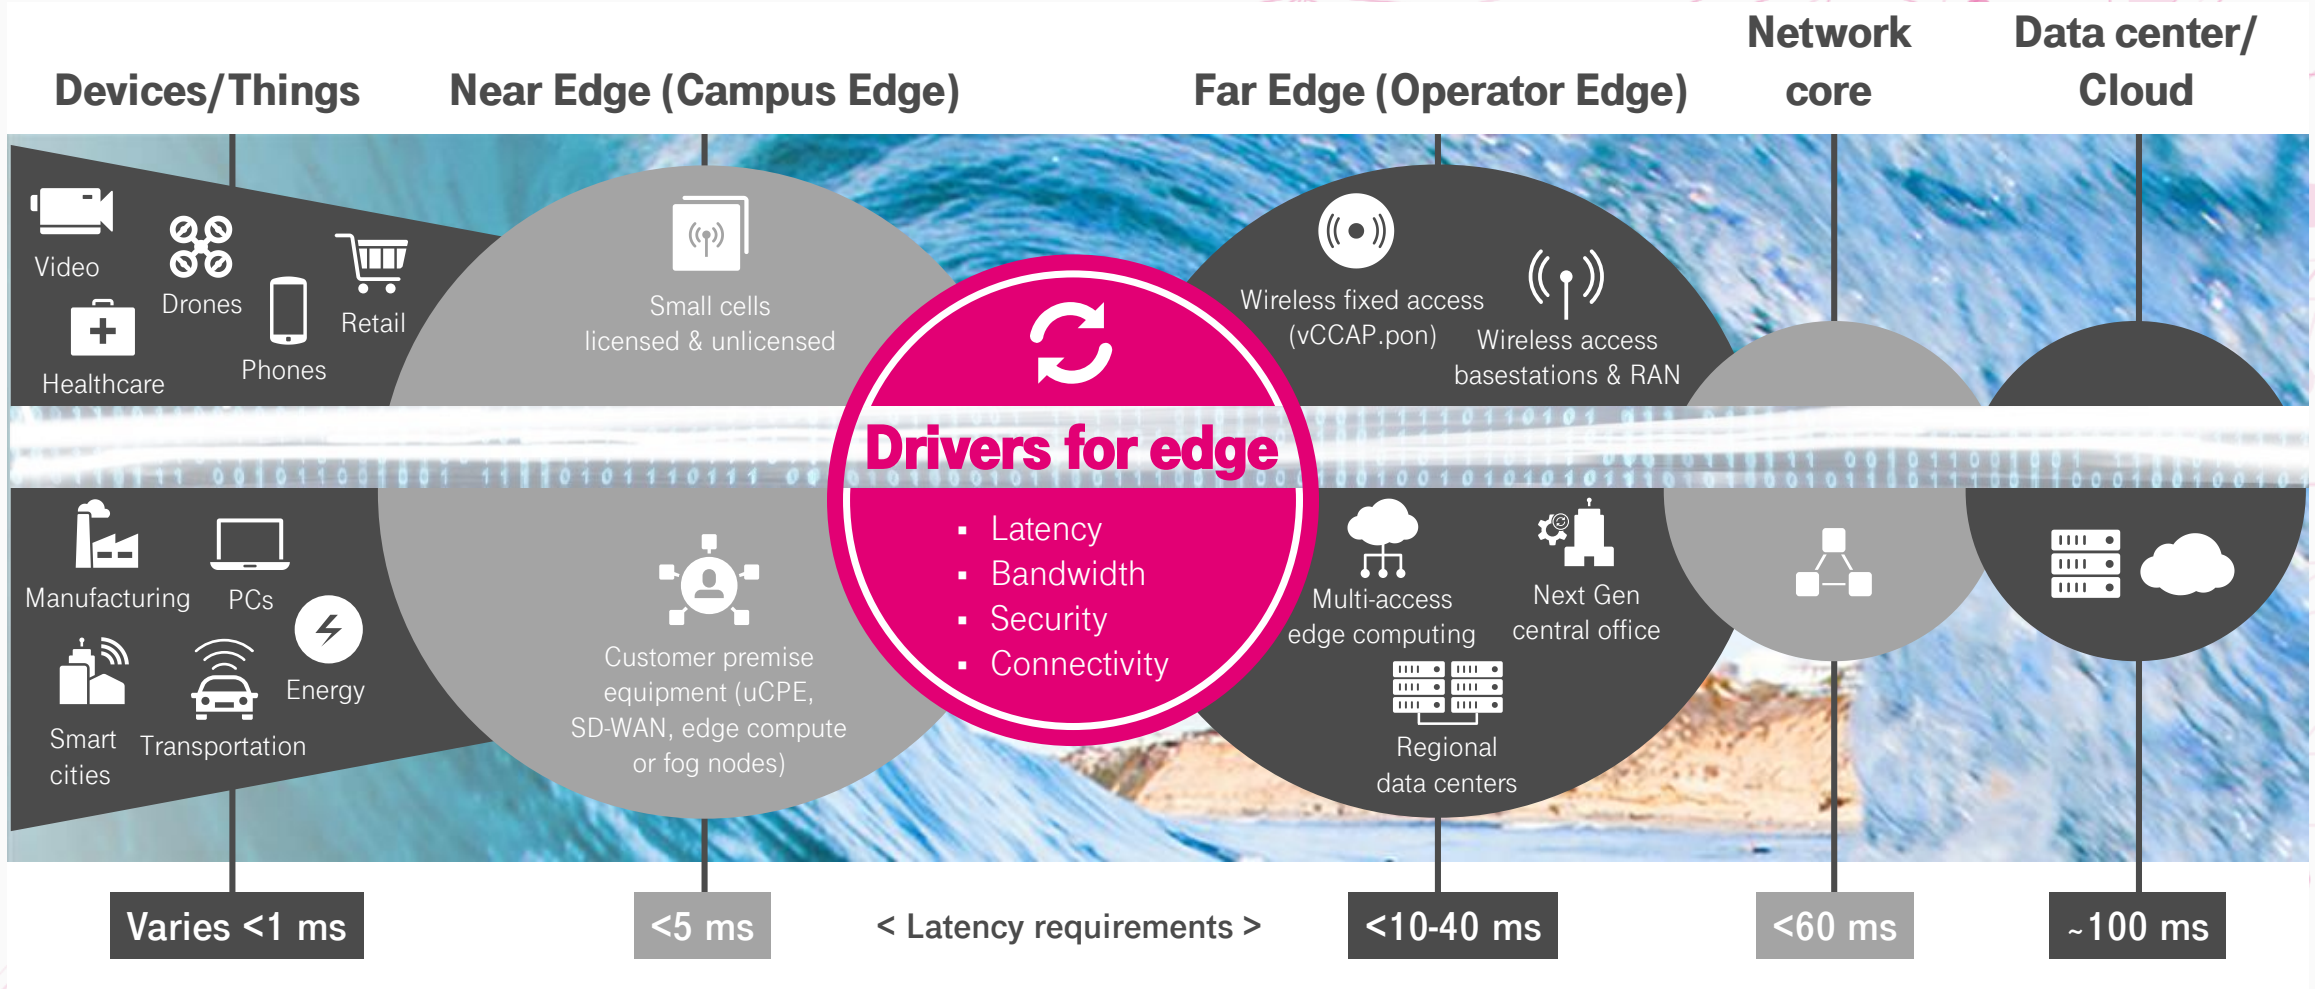 Devices/Things
Near Edge (Campus Edge)
Far Edge (Operator Edge)
Network
core
Data center/
Cloud
Video
Drones
Retail
Healthcare
Phones
Small cells
licensed & unlicensed
Wireless fixed access
(vCCAP.pon)
Wireless access
basestations & RAN
Drivers for edge
▪ Latency
▪ Bandwidth
▪ Security
▪ Connectivity
Manufacturing
PCs
Energy
Smart
cities
Transportation
Customer premise
equipment (uCPE,
SD-WAN, edge compute
or fog nodes)
Multi-access
edge computing
Next Gen
central office
Regional
data centers
Varies <1 ms
<5 ms
< Latency requirements >
<10-40 ms
<60 ms
~100 ms